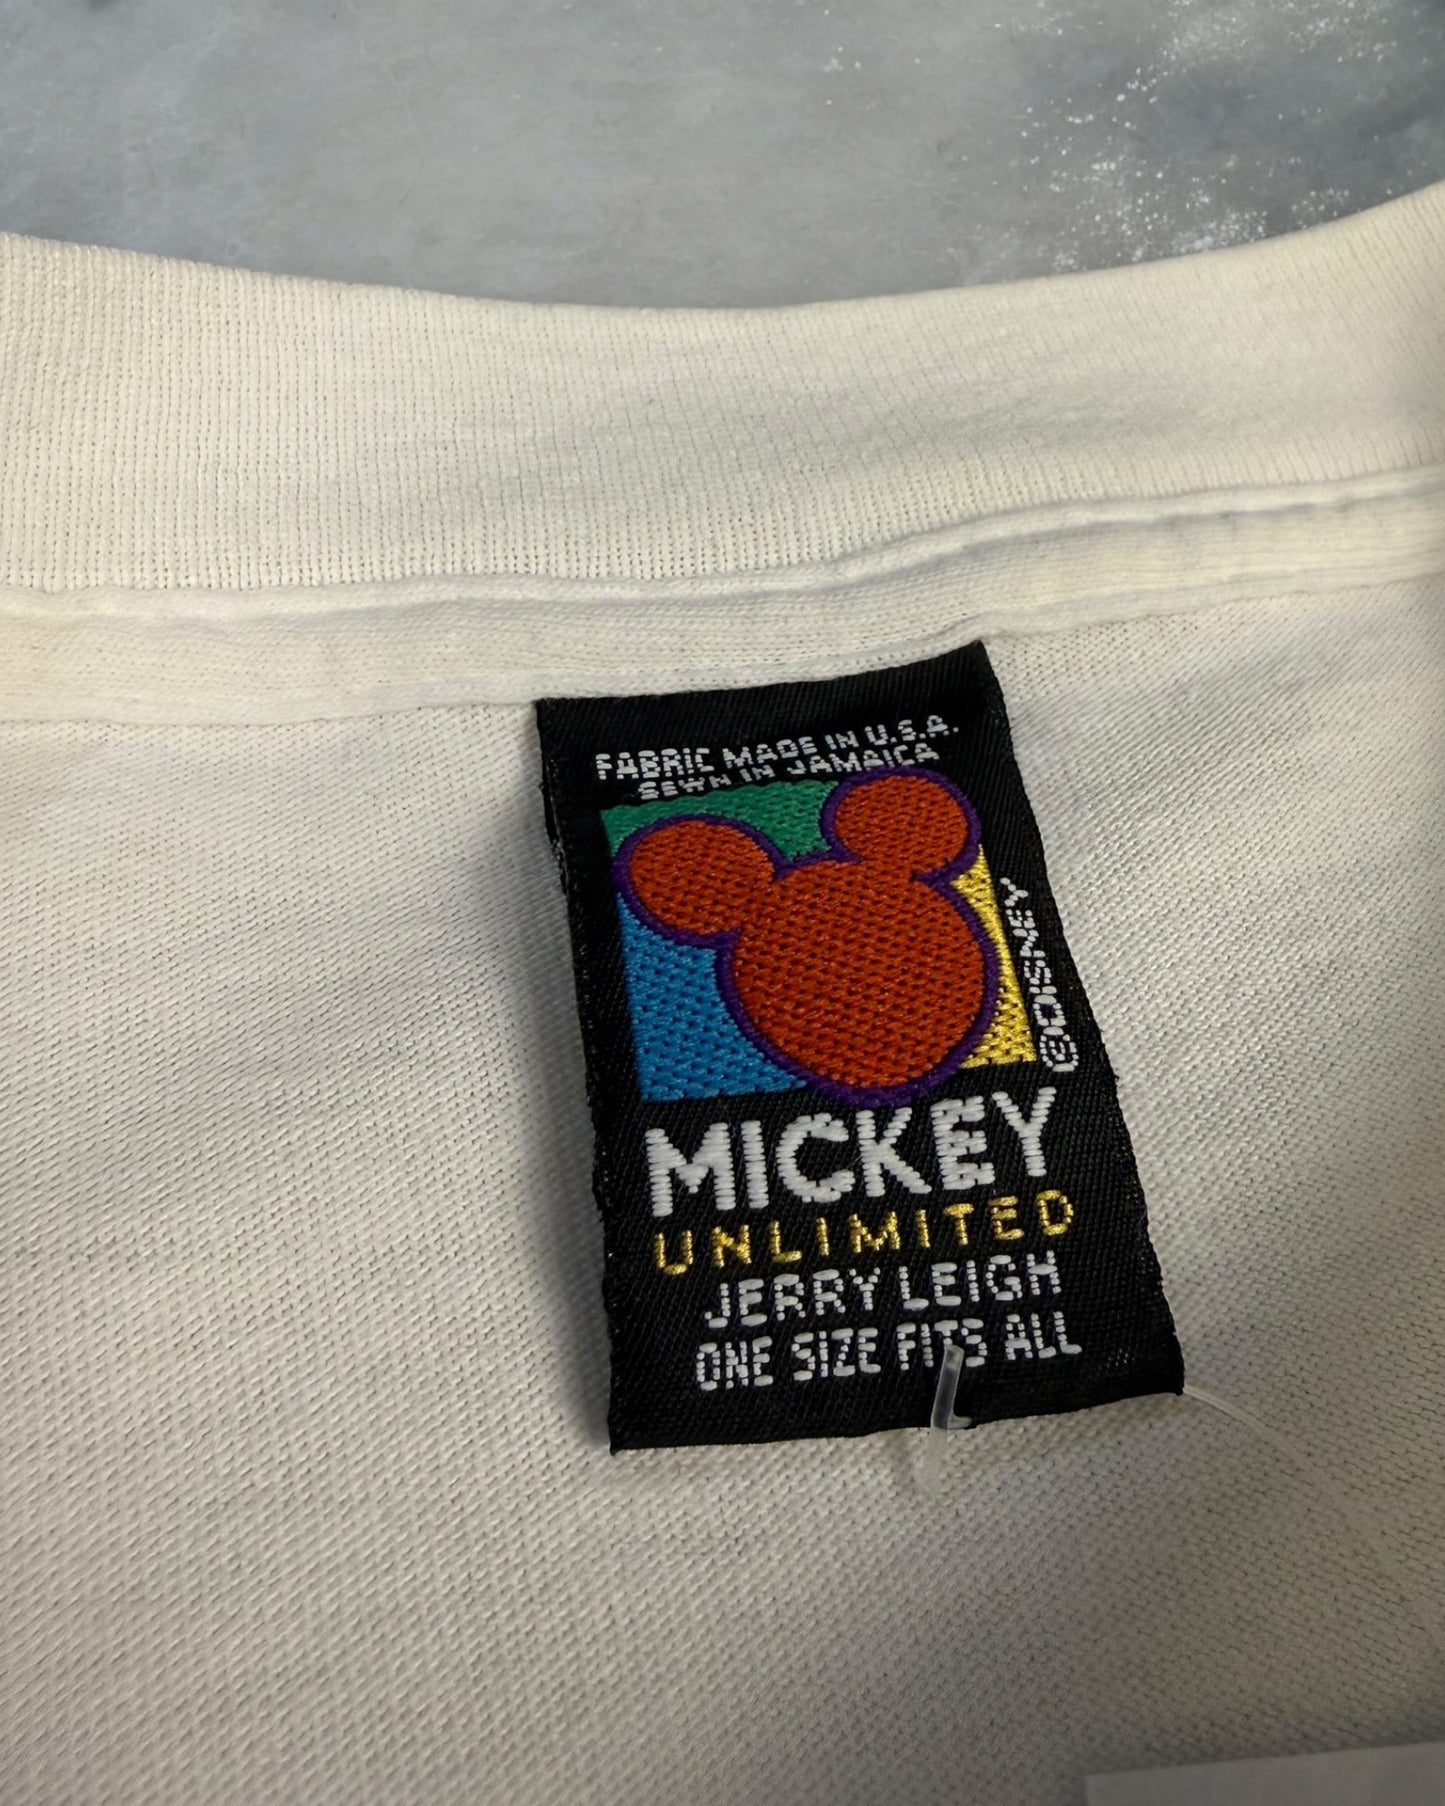 FABRIC MADE IN U.S.A.
SEWN IN JAMAICA
©DISNEY
MICKEY
UNLIMITED
JERRY LEIGH
ONE SIZE FITS ALL